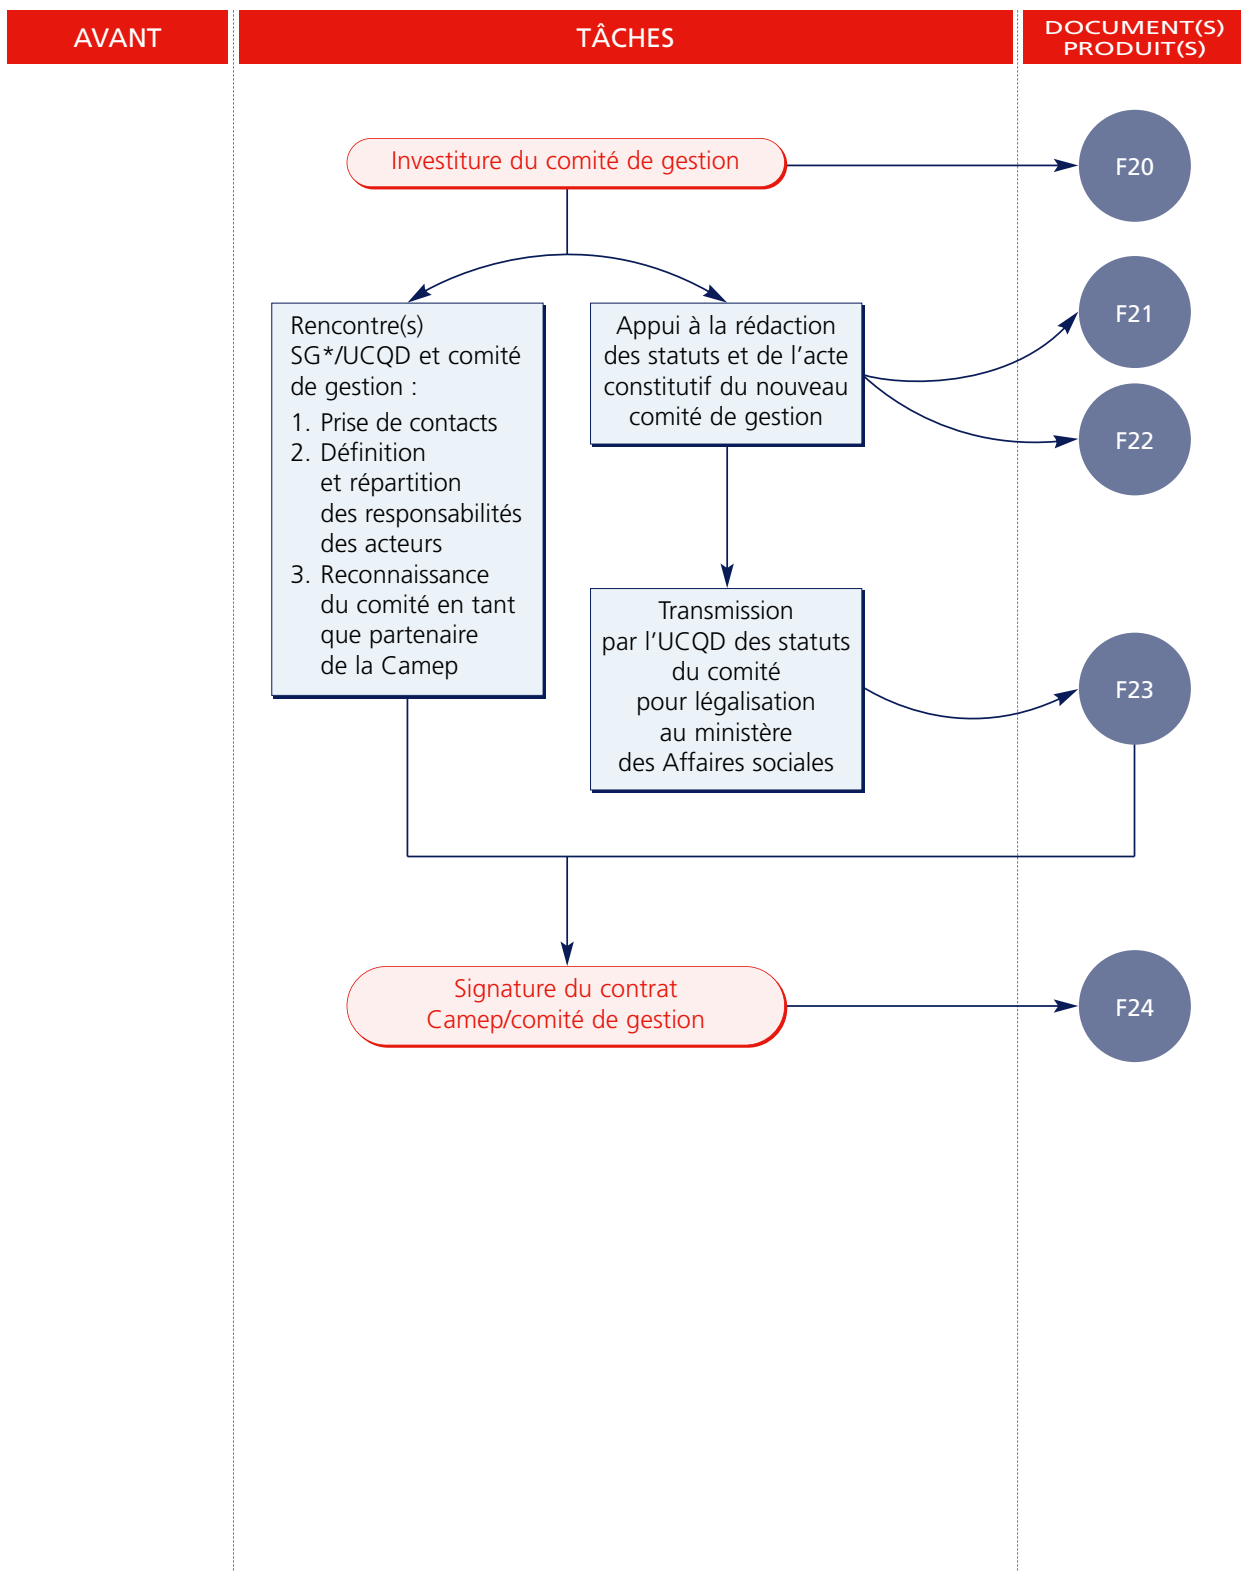 AVANT
TÂCHES
DOCUMENT(S)
PRODUIT(S)
Investiture du comité de gestion
F20
Rencontre(s)
SG*/UCQD et comité
de gestion :
1. Prise de contacts
2. Définition
et répartition
des responsabilités
des acteurs
3. Reconnaissance
du comité en tant
que partenaire
de la Camep
Appui à la rédaction
des statuts et de l’acte
constitutif du nouveau
comité de gestion
F21
F22
Transmission
par l’UCQD des statuts
du comité
pour légalisation
au ministère
des Affaires sociales
F23
Signature du contrat
Camep/comité de gestion
F24